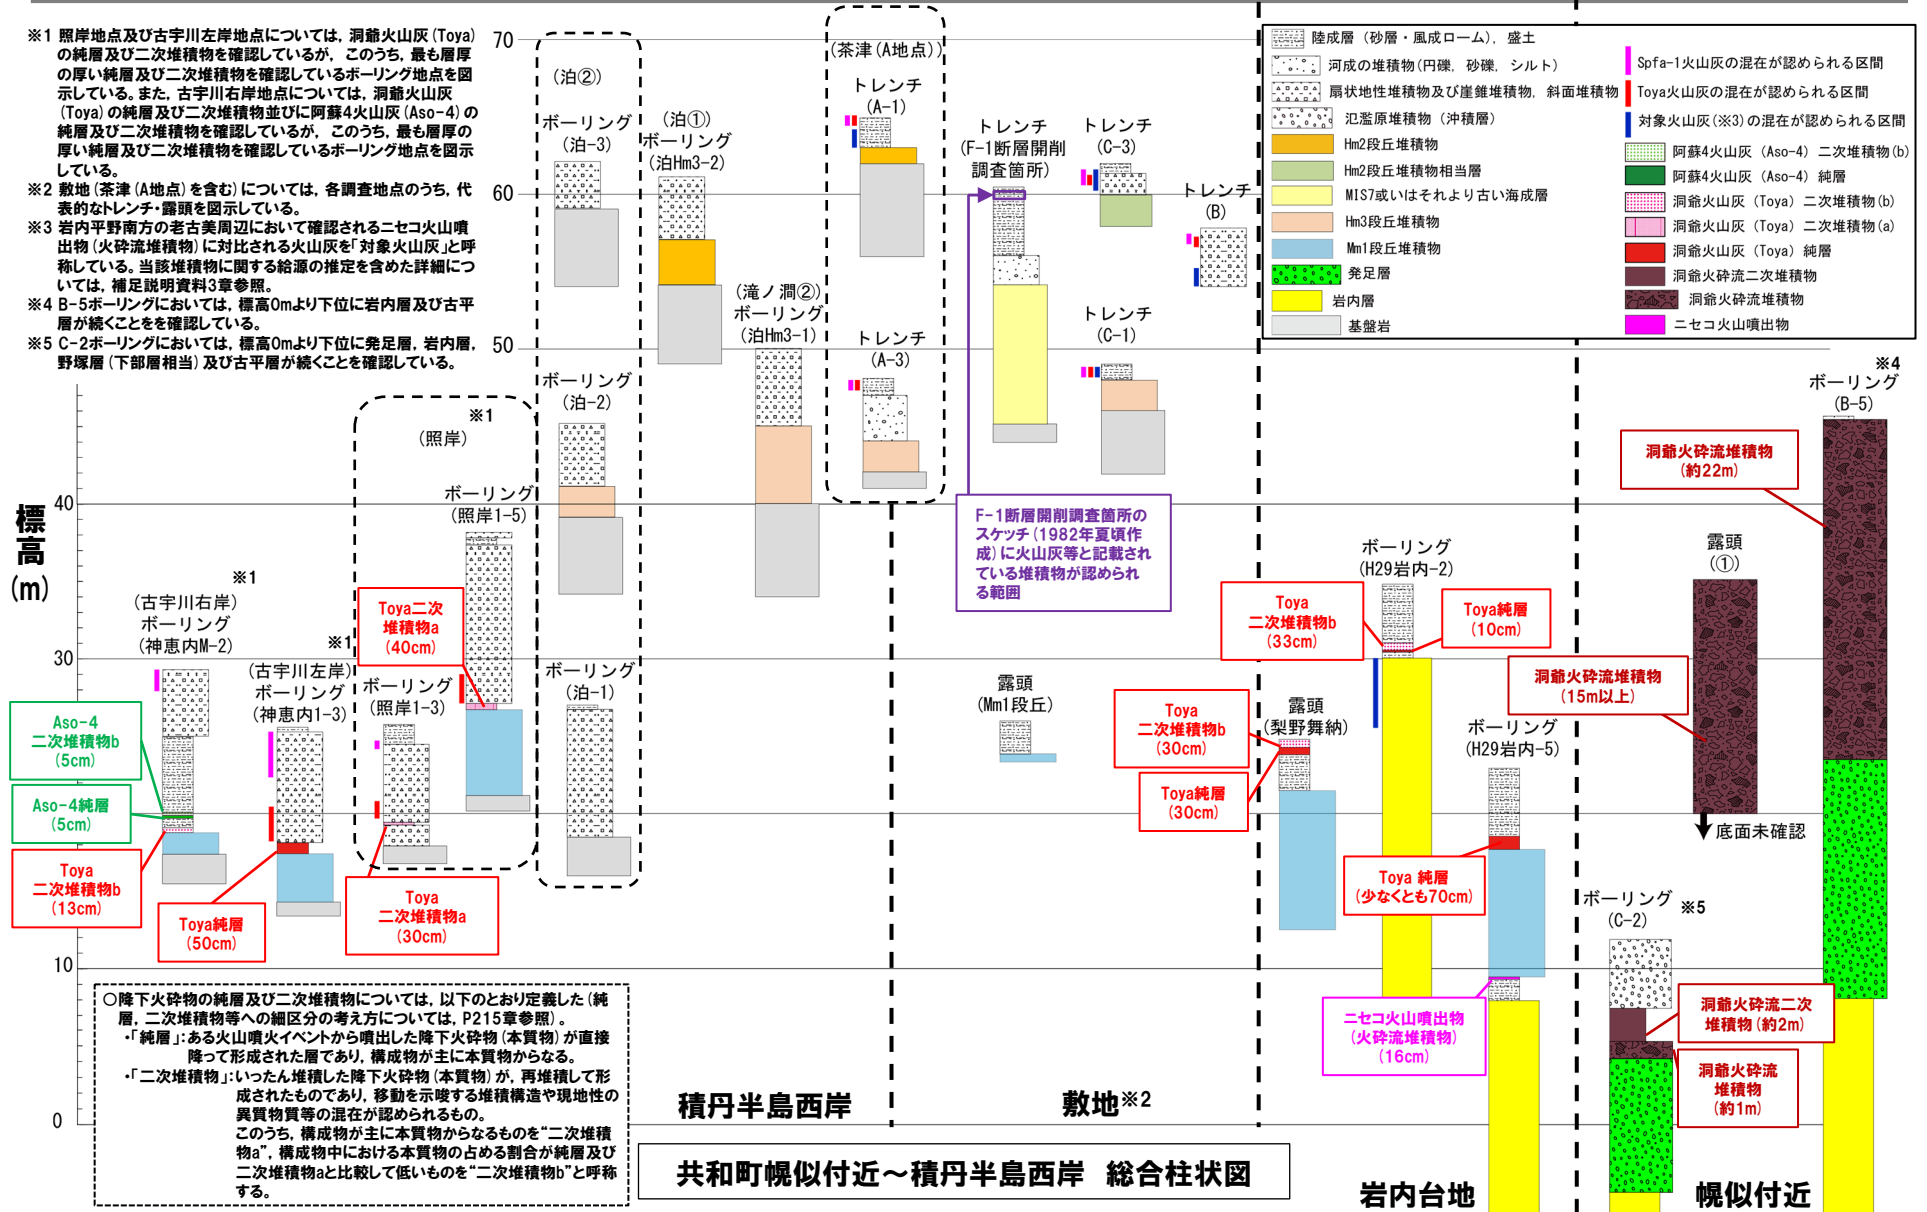 ※1 照岸地点及び古宇川左岸地点については,洞爺火山灰(Toya)
の純層及び二次堆積物を確認しているが,このうち,最も層厚
の厚い純層及び二次堆積物を確認しているボーリング地点を図
示している。また,古宇川右岸地点については,洞爺火山灰
(Toya)の純層及び二次堆積物並びに阿蘇4火山灰(Aso-4)の
純層及び二次堆積物を確認しているが,このうち,最も層厚の
厚い純層及び二次堆積物を確認しているボーリング地点を図示
している。
※2 敷地(茶津(A地点)を含む)については,各調査地点のうち,代
表的なトレンチ・露頭を図示している。
※3 岩内平野南方の老古美周辺において確認されるニセコ火山噴
出物(火砕流堆積物)に対比される火山灰を「対象火山灰」と呼
称している。当該堆積物に関する給源の推定を含めた詳細につ
いては,補足説明資料3章参照。
※4 B-5ボーリングにおいては,標高0mより下位に岩内層及び古平
層が続くことをを確認している。
※5 C-2ボーリングにおいては,標高0mより下位に発足層,岩内層,
野塚層(下部層相当)及び古平層が続くことを確認している。
標高
(m)
70
60
50
40
30
10
0
陸成層(砂層・風成ローム),盛土
河成の堆積物(円礫,砂礫,シルト)
扇状地性堆積物及び崖錐堆積物,斜面堆積物
氾濫原堆積物(沖積層)
Hm2段丘堆積物
Hm2段丘堆積物相当層
MIS7或いはそれより古い海成層
Hm3段丘堆積物
Mm1段丘堆積物
発足層
岩内層
基盤岩
Spfa-1火山灰の混在が認められる区間
Toya火山灰の混在が認められる区間
対象火山灰(※3)の混在が認められる区間
阿蘇4火山灰(Aso-4)二次堆積物(b)
阿蘇4火山灰(Aso-4)純層
洞爺火山灰(Toya)二次堆積物(b)
洞爺火山灰(Toya)二次堆積物(a)
洞爺火山灰(Toya)純層
洞爺火砕流二次堆積物
洞爺火砕流堆積物
ニセコ火山噴出物
※1
(古宇川右岸)
ボーリング
(神恵内M-2)
※1
(古宇川左岸)
ボーリング
(神恵内1-3)
※1
(照岸)
ボーリング
(照岸1-5)
ボーリング
(照岸1-3)
(泊②)
ボーリング
(泊-3)
ボーリング
(泊-2)
ボーリング
(泊-1)
(泊①)
ボーリング
(泊Hm3-2)
(滝ノ澗②)
ボーリング
(泊Hm3-1)
(茶津(A地点))
トレンチ
(A-1)
トレンチ
(A-3)
トレンチ
(F-1断層開削
調査箇所)
トレンチ
(C-3)
トレンチ
(B)
トレンチ
(C-1)
露頭
(Mm1段丘)
露頭
(梨野舞納)
ボーリング
(H29岩内-2)
ボーリング
(H29岩内-5)
露頭
(①)
※4
ボーリング
(B-5)
ボーリング
(C-2)
※5
Aso-4
二次堆積物b
(5cm)
Aso-4純層
(5cm)
Toya
二次堆積物b
(13cm)
Toya純層
(50cm)
Toya二次
堆積物a
(40cm)
Toya
二次堆積物a
(30cm)
F-1断層開削調査箇所の
スケッチ(1982年夏頃作
成)に火山灰等と記載され
ている堆積物が認められ
る範囲
Toya
二次堆積物b
(33cm)
Toya純層
(10cm)
Toya
二次堆積物b
(30cm)
Toya純層
(30cm)
Toya 純層
(少なくとも70cm)
ニセコ火山噴出物
(火砕流堆積物)
(16cm)
洞爺火砕流堆積物
(約22m)
洞爺火砕流堆積物
(15m以上)
底面未確認
洞爺火砕流二次
堆積物(約2m)
洞爺火砕流
堆積物
(約1m)
○降下火砕物の純層及び二次堆積物については,以下のとおり定義した(純
層,二次堆積物等への細区分の考え方については,P215章参照)。
・「純層」:ある火山噴火イベントから噴出した降下火砕物(本質物)が直接
降って形成された層であり,構成物が主に本質物からなる。
・「二次堆積物」:いったん堆積した降下火砕物(本質物)が,再堆積して形
成されたものであり,移動を示唆する堆積構造や現地性の
異質物質等の混在が認められるもの。
このうち,構成物が主に本質物からなるものを“二次堆積
物a”,構成物中における本質物の占める割合が純層及び
二次堆積物aと比較して低いものを“二次堆積物b”と呼称
する。
積丹半島西岸
敷地※2
岩内台地
幌似付近
共和町幌似付近～積丹半島西岸 総合柱状図